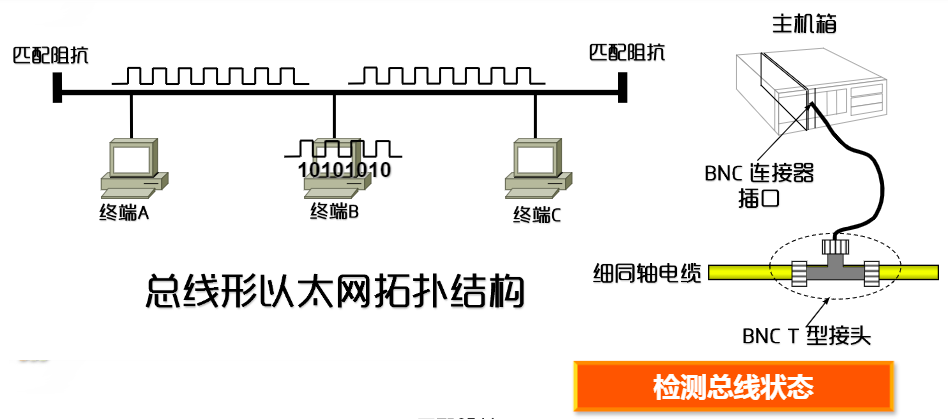 主机箱
匹配阻抗
匹配阻抗
10101010
BNC 连接器
插口
终端A
终端B
终端C
细同轴电缆
总线形以太网拓扑结构
BNC T 型接头
检测总线状态